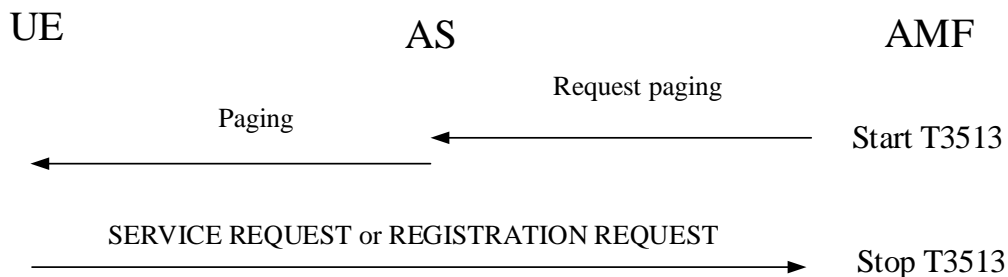 UE
AS
AMF
Request paging
Paging
Start T3513
SERVICE REQUEST or REGISTRATION REQUEST
Stop T3513